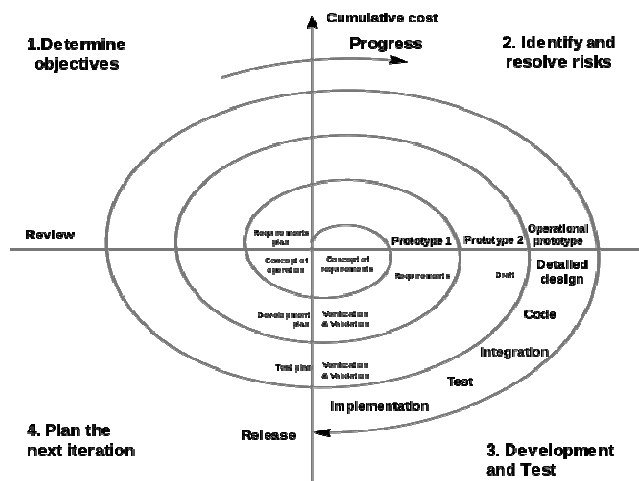 Cumulative cost
1.Determine
objectives
Progress
2. Identify and
resolve risks
Review
Requirements
plan
Prototype 1
Prototype 2
Operational
prototype
Concept of
operation
Concept of
requirements
Requirements
Draft
Detailed
design
Development
plan
Verification
& Validation
Code
Integration
Test plan
Verification
& Validation
Test
Implementation
4. Plan the
next iteration
Release
3. Development
and Test